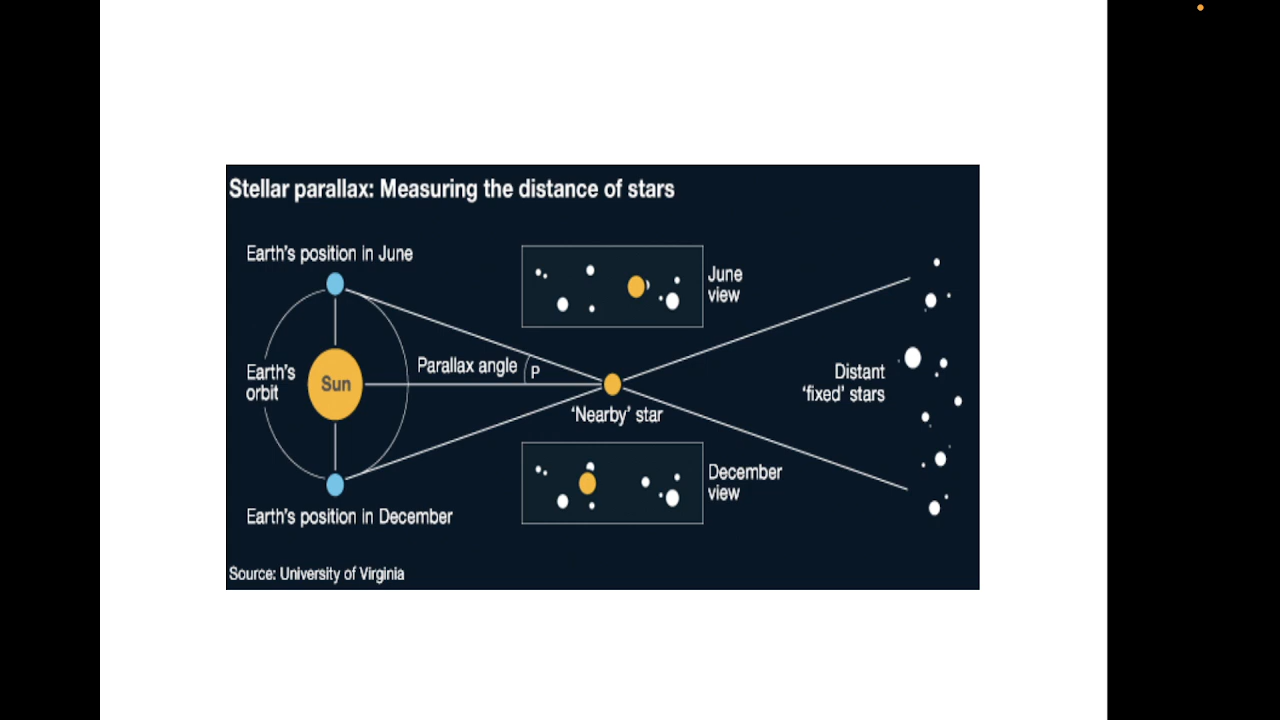 Stellar parallax: Measuring the distance of stars
Earth's position in June
June
view
Parallax angle
P
Earth's
orbit
Sun
Distant
'fixed' stars
'Nearby' star
December
view
Earth's position in December
Source: University of Virginia